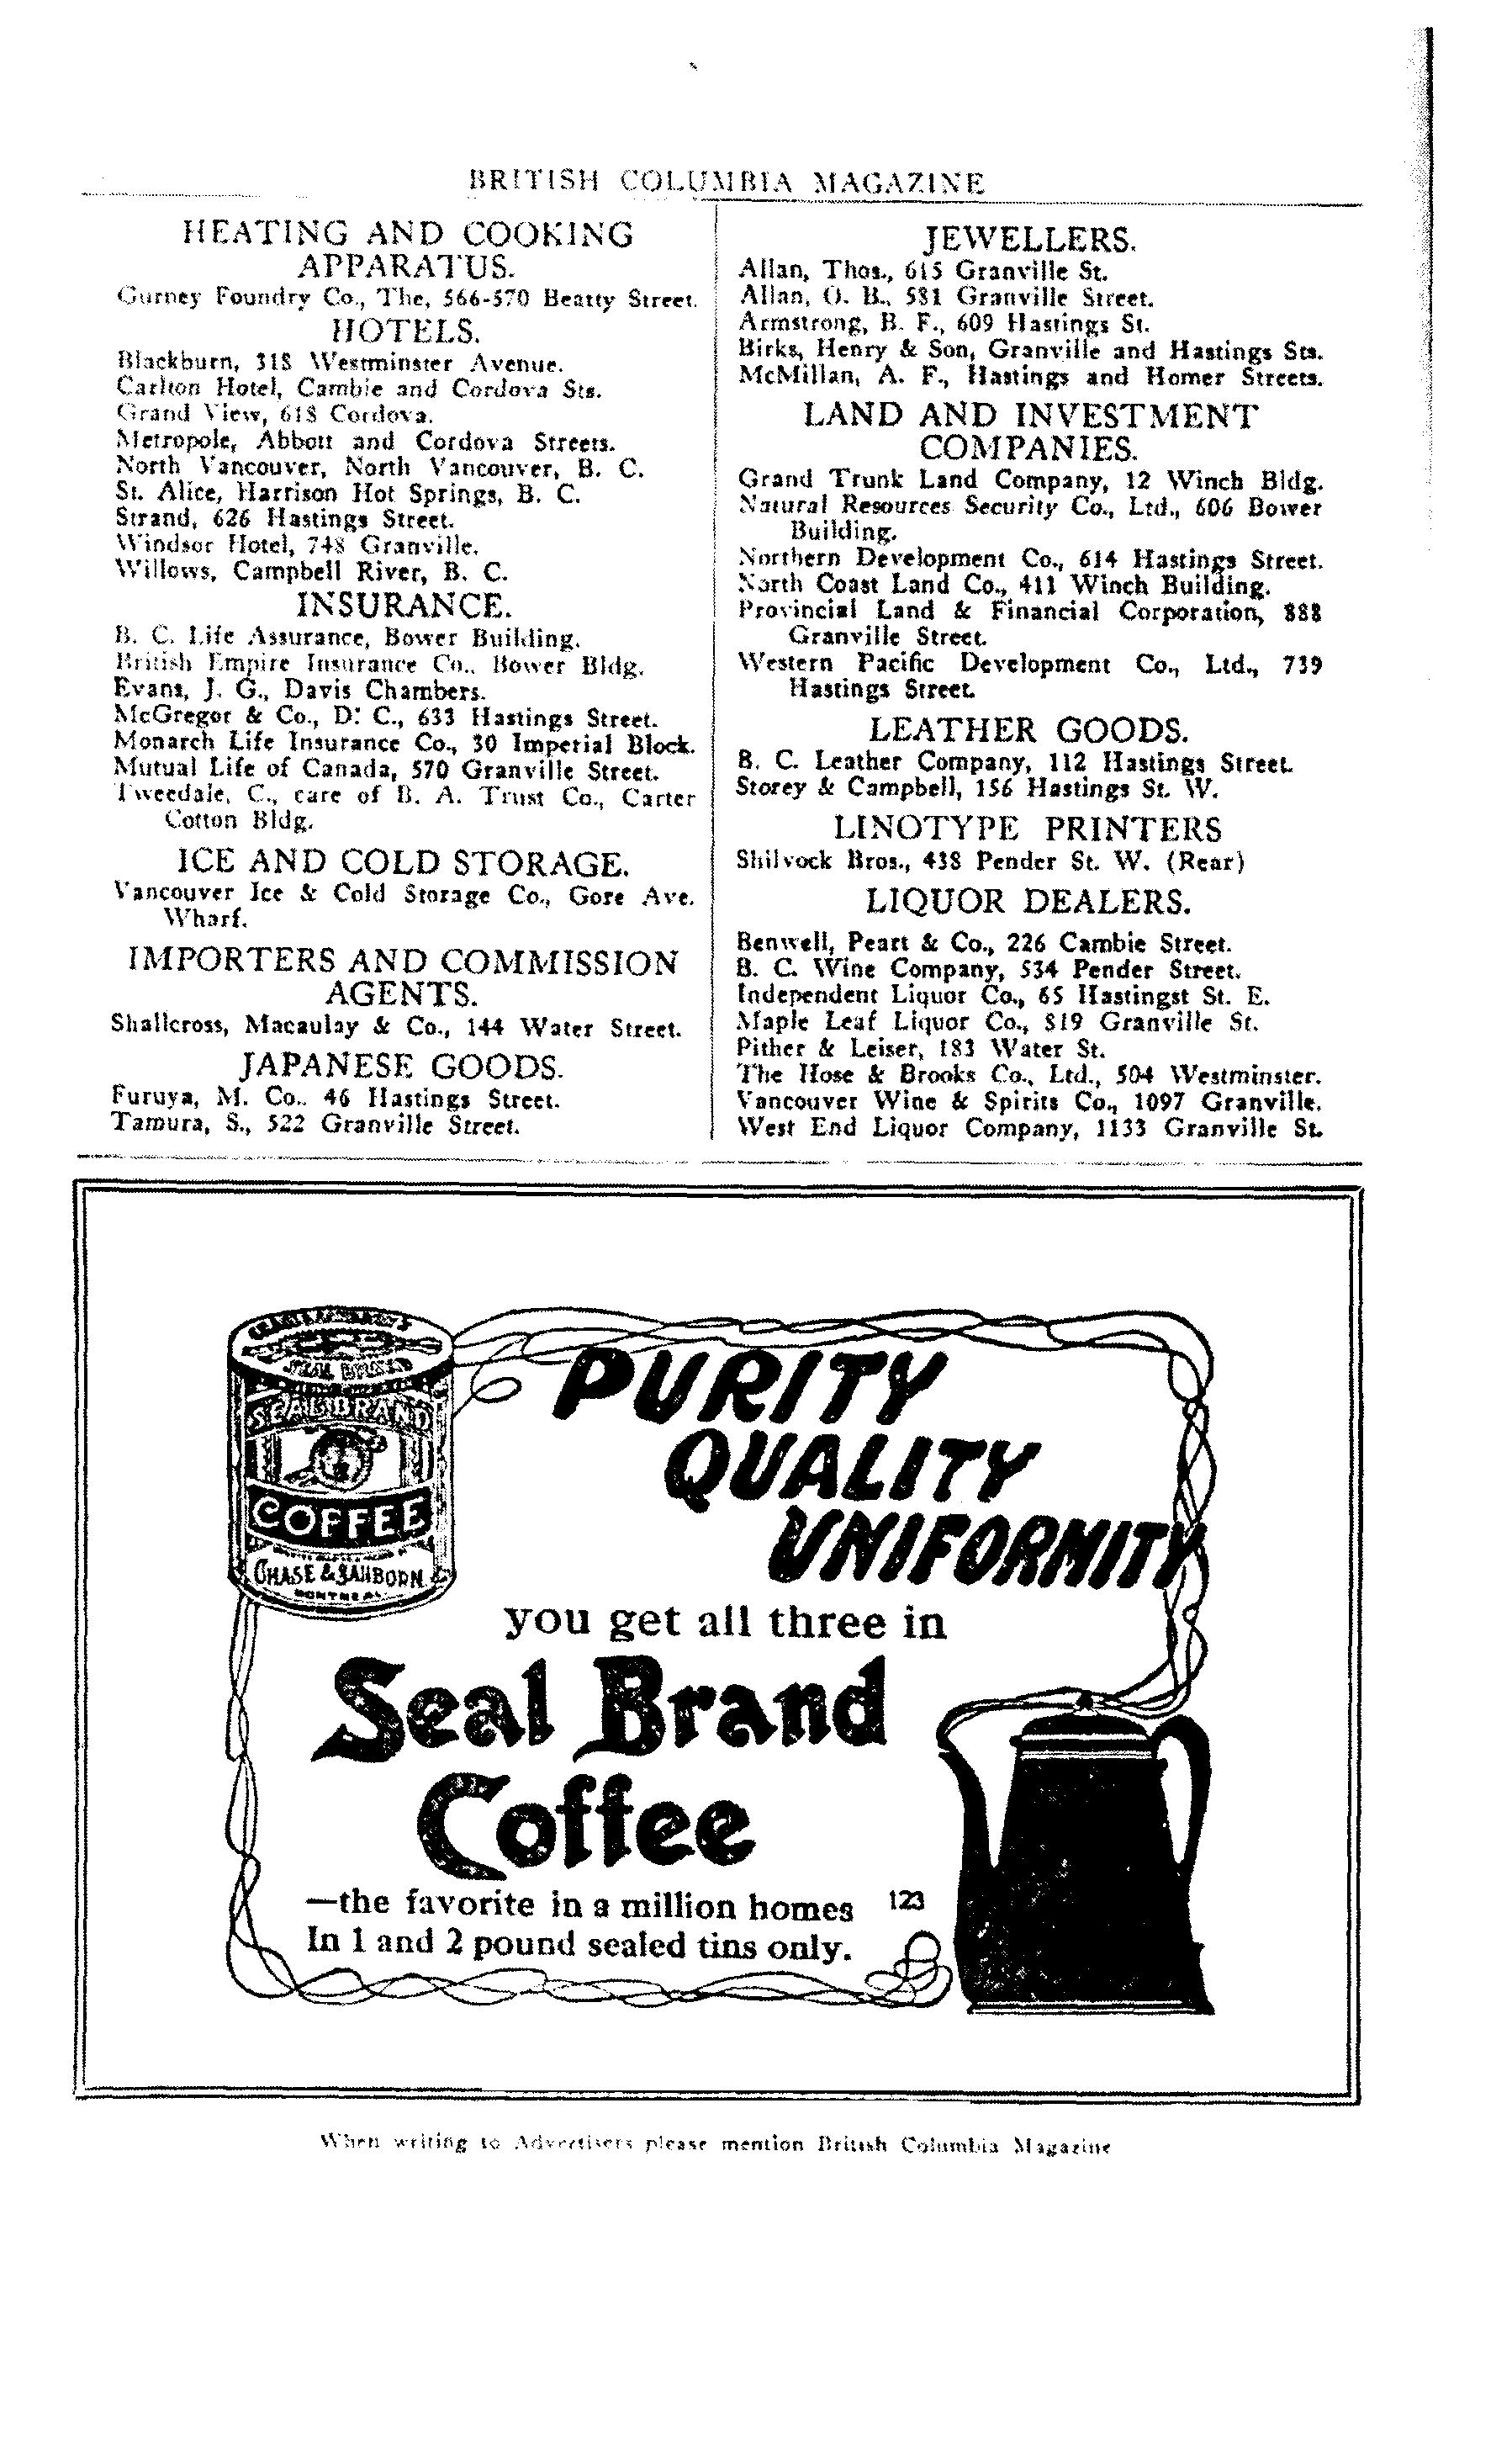 BRITISH COLUMBIA MAGAZINE
HEATING AND COOKING
APPARATUS.
Gurney Foundry Co., The, 566-570 Beatty Street.
HOTELS.
Blackburn, 318 Westminster Avenue.
Carlton Hotel, Cambie and Cordova Sts.
Grand View, 618 Cordova.
Metropole, Abbott and Cordova Streets.
North Vancouver, North Vancouver, B. C.
St. Alice, Harrison Hot Springs, B. C.
Strand, 626 Hastings Street.
Windsor Hotel, 748 Granville.
Willows, Campbell River, B. C.
INSURANCE.
B. C. Life Assurance, Bower Building.
British Empire Insurance Co., Bower Bldg.
Evans, J. G., Davis Chambers.
McGregor & Co., D. C., 633 Hastings Street.
Monarch Life Insurance Co., 30 Imperial Block.
Mutual Life of Canada, 570 Granville Street.
Tweedale, C., care of B. A. Trust Co., Carter
Cotton Bldg.
ICE AND COLD STORAGE.
Vancouver Ice & Cold Storage Co., Gore Ave.
Wharf.
IMPORTERS AND COMMISSION
AGENTS.
Shallcross, Macaulay & Co., 144 Water Street.
JAPANESE GOODS.
Furuya, M. Co.. 46 Hastings Street.
Tamura, S., 522 Granville Street.
JEWELLERS.
Allan, Thos., 615 Granville St.
Allan, O. B., 581 Granville Street.
Armstrong, B. F., 609 Hastings St.
Birks, Henry & Son, Granville and Hastings Sts.
McMillan, A. F., Hastings and Homer Streets.
LAND AND INVESTMENT
COMPANIES.
Grand Trunk Land Company, 12 Winch Bldg.
Natural Resources Security Co., Ltd., 606 Bower
Building.
Northern Development Co., 614 Hastings Street.
North Coast Land Co., 411 Winch Building.
Provincial Land & Financial Corporation, 888
Granville Street.
Western Pacific Development Co., Ltd., 739
Hastings Street.
LEATHER GOODS.
B. C. Leather Company, 112 Hastings Street.
Storey & Campbell, 156 Hastings St. W.
LINOTYPE PRINTERS
Shilvock Bros., 438 Pender St. W. (Rear)
LIQUOR DEALERS.
Benwell, Peart & Co., 226 Cambie Street.
B. C. Wine Company, 534 Pender Street.
Independent Liquor Co., 65 Hastingst St. E.
Maple Leaf Liquor Co., 819 Granville St.
Pither & Leiser, 183 Water St.
The Hose & Brooks Co., Ltd., 504 Westminster.
Vancouver Wine & Spirits Co., 1097 Granville.
West End Liquor Company, 1133 Granville St.
SEAL BRAND
COFFEE
CHASE & SANBORN
MONTREAL
PURITY
QUALITY
UNIFORMITY
you get all three in
Seal Brand
Coffee
—the favorite in a million homes
123
In 1 and 2 pound sealed tins only.
When writing to Advertisers please mention British Columbia Magazine